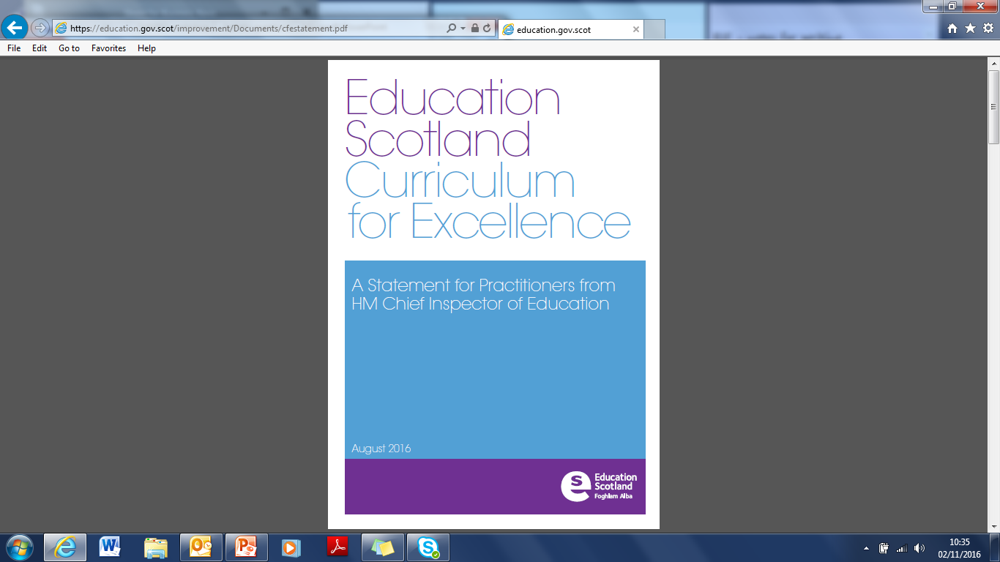 https://education.gov.scot/improvement/Documents/cfestatement.pdf
education.gov.scot
File Edit Go to Favorites Help
Education
Scotland
Curriculum
for Excellence
A Statement for Practitioners from
HM Chief Inspector of Education
August 2016
Education
Scotland
Foghlam Alba
10:35
02/11/2016